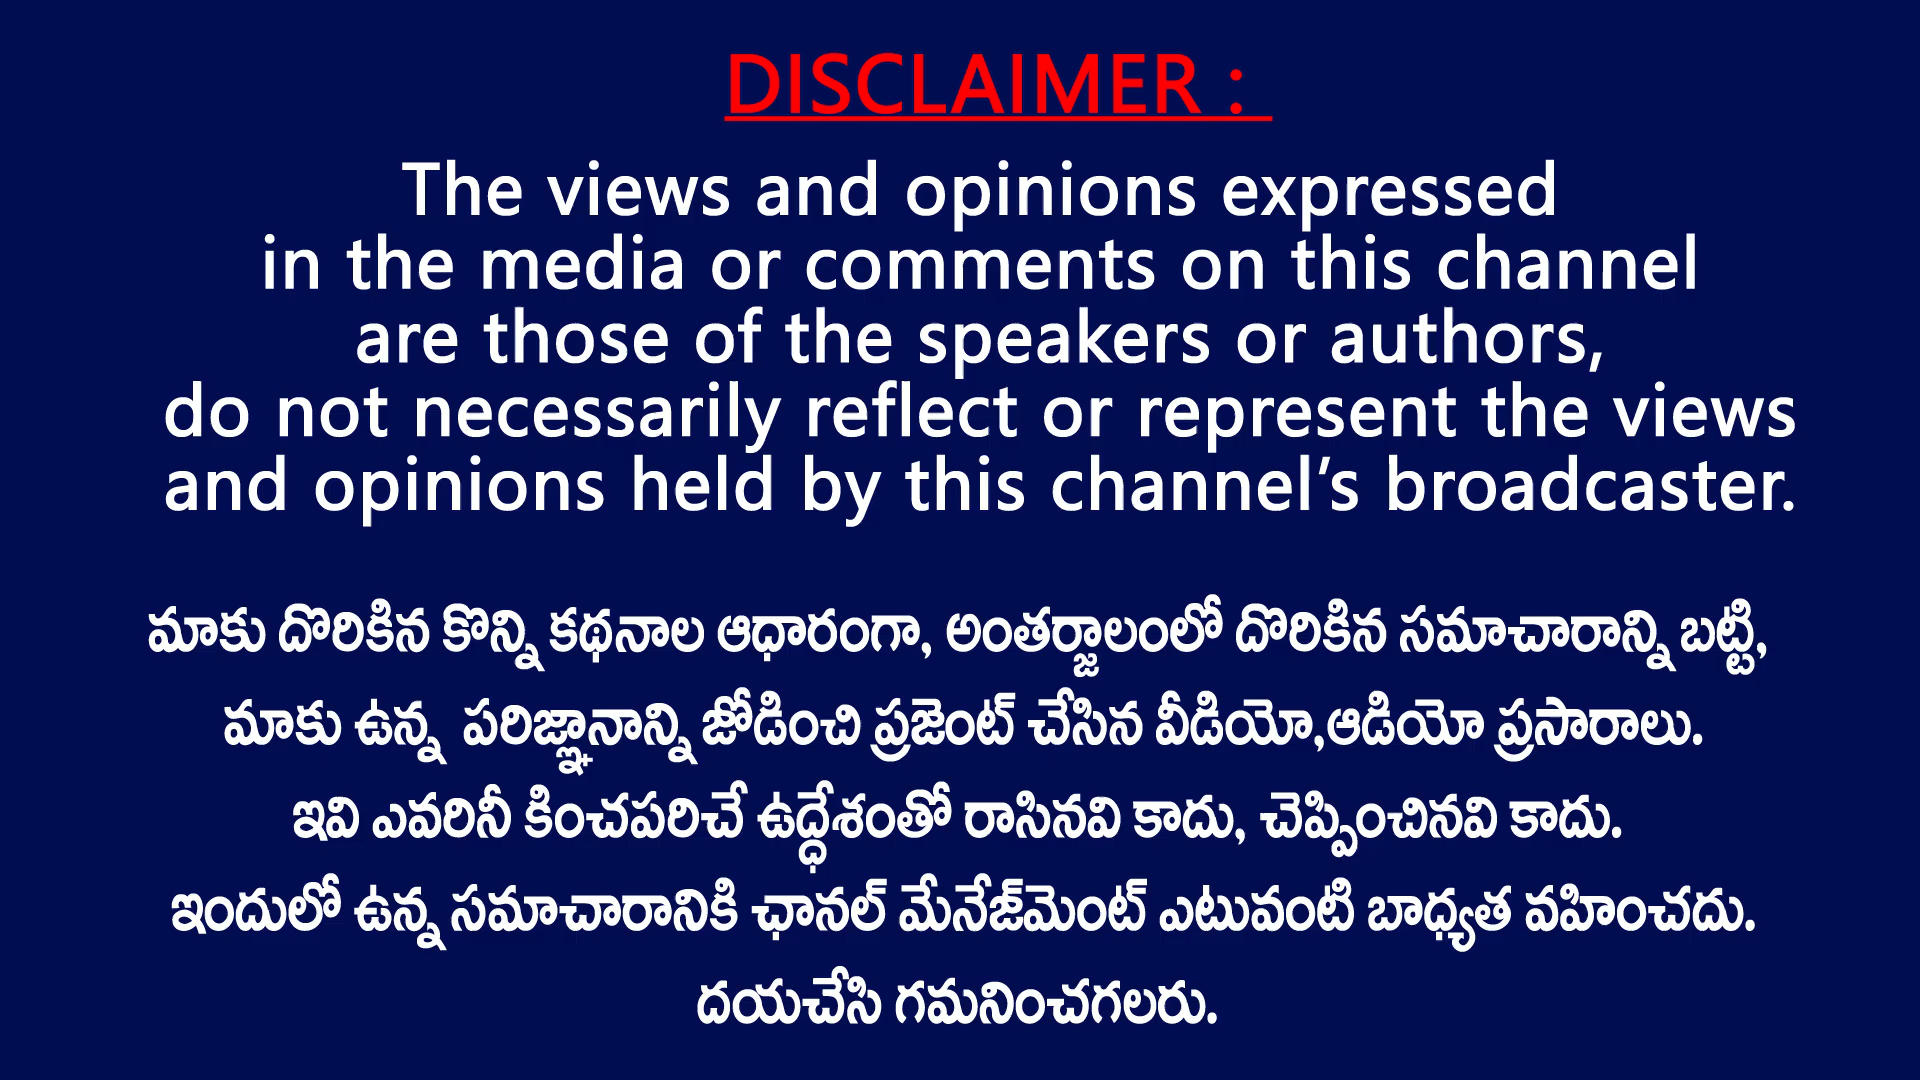 DISCLAIMER :
The views and opinions expressed
in the media or comments on this channel
are those of the speakers or authors,
do not necessarily reflect or represent the views
and opinions held by this channel’s broadcaster.
మాకు దొరికిన కొన్ని కథనాల ఆధారంగా, అంతర్జాలంలో దొరికిన సమాచారాన్ని బట్టి,
మాకు ఉన్న పరిజ్ఞానాన్ని జోడించి ప్రజెంట్ చేసిన వీడియో,ఆడియో ప్రసారాలు.
ఇవి ఎవరినీ కించపరిచే ఉద్ధేశంతో రాసినవి కాదు, చెప్పించినవి కాదు.
ఇందులో ఉన్న సమాచారానికి ఛానల్ మేనేజ్‌మెంట్ ఎటువంటి బాధ్యత వహించదు.
దయచేసి గమనించగలరు.